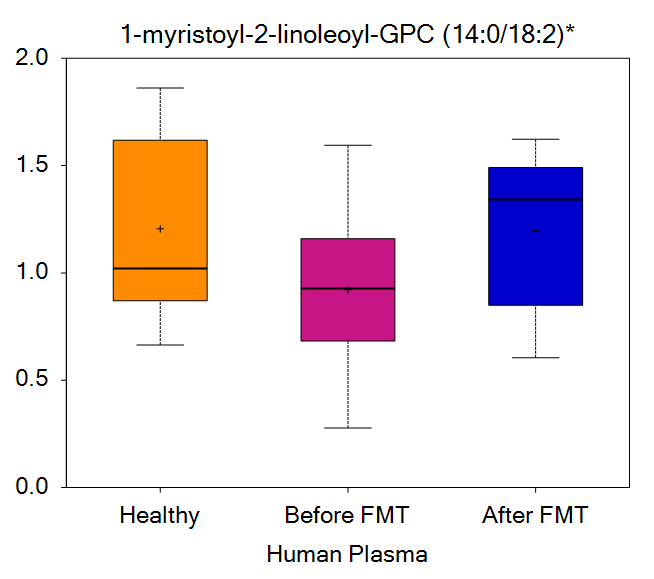 1-myristoyl-2-linoleoyl-GPC (14:0/18:2)*
2.0
1.5
1.0
0.5
0.0
Healthy Before FMT After FMT
Human Plasma